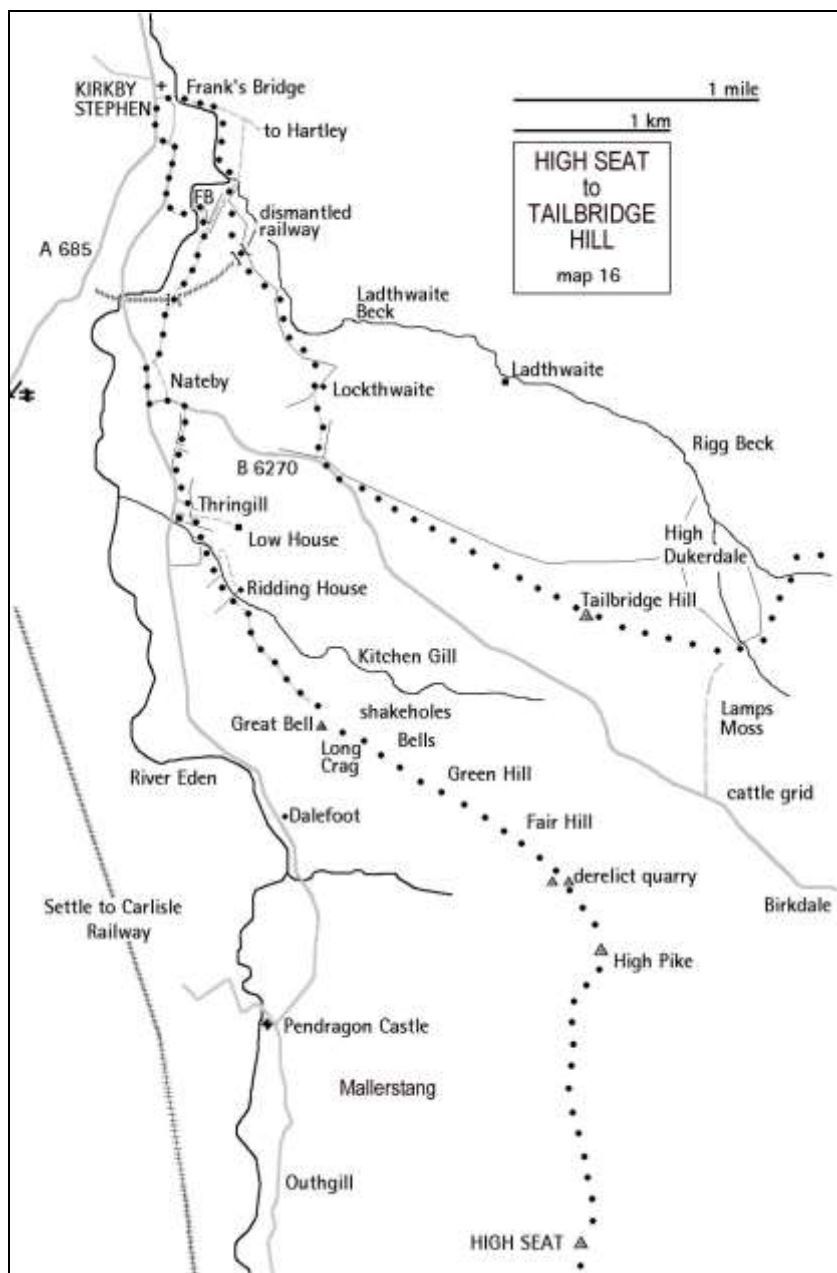 KIRKBY
STEPHEN
Frank's Bridge
to Hartley
1 mile
1 km
HIGH SEAT
to
TAILBRIDGE
HILL
map 16
FB
dismantled
railway
A 685
Ladthwaite
Beck
Ladthwaite
Nateby
Lockthwaite
Rigg Beck
B 6270
Thringill
Low House
High
Dukerdale
Ridding House
Tailbridge Hill
Kitchen Gill
Great Bell
shakeholes
Long
Crag
Bells
Lamps
Moss
River Eden
Green Hill
cattle grid
Dalefoot
Fair Hill
derelict quarry
Birkdale
Settle to Carlisle
Railway
High Pike
Pendragon Castle
Mallerstang
Outhgill
HIGH SEAT